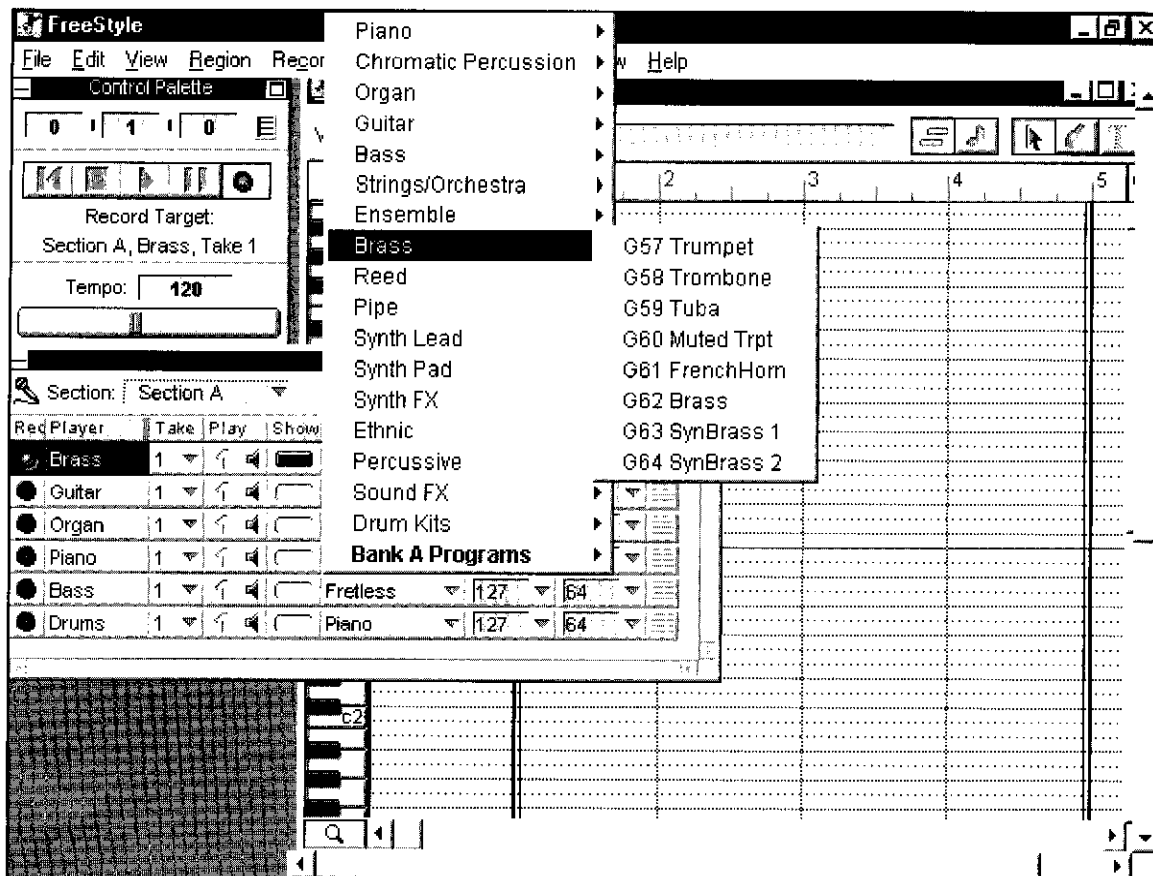 FreeStyle
File Edit View Region Recor w Help
Control Palette
0 1 0
Record Target:
Section A, Brass, Take 1
Tempo: 120
Section: Section A
Rec Player Take Play Show
Brass 1
Guitar 1
Organ 1
Piano 1
Bass 1 Fretless 127 64
Drums 1 Piano 127 64
Piano
Chromatic Percussion
Organ
Guitar
Bass
Strings/Orchestra
Ensemble
Brass
Reed
Pipe
Synth Lead
Synth Pad
Synth FX
Ethnic
Percussive
Sound FX
Drum Kits
Bank A Programs
G57 Trumpet
G58 Trombone
G59 Tuba
G60 Muted Trpt
G61 FrenchHorn
G62 Brass
G63 SynBrass 1
G64 SynBrass 2
2 3 4 5
c2